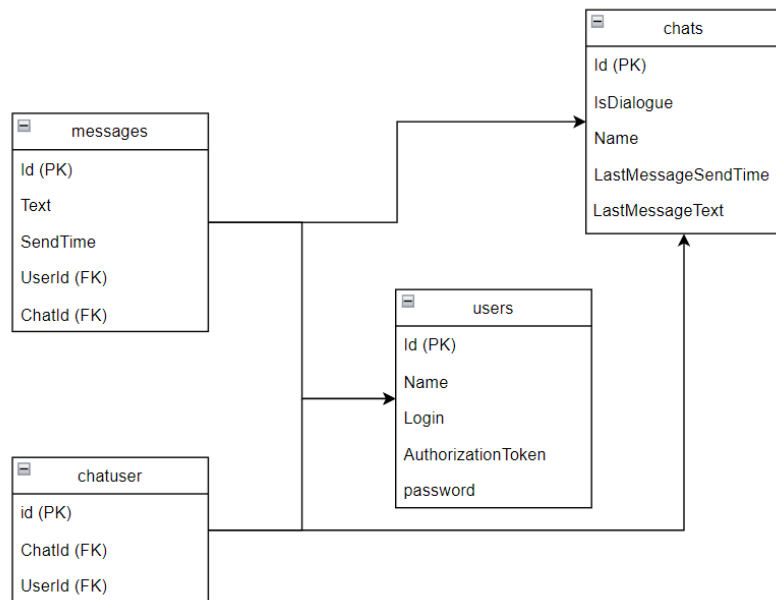 chats
Id (PK)
IsDialogue
Name
LastMessageSendTime
LastMessageText
messages
Id (PK)
Text
SendTime
UserId (FK)
ChatId (FK)
users
Id (PK)
Name
Login
AuthorizationToken
password
chatuser
id (PK)
ChatId (FK)
UserId (FK)